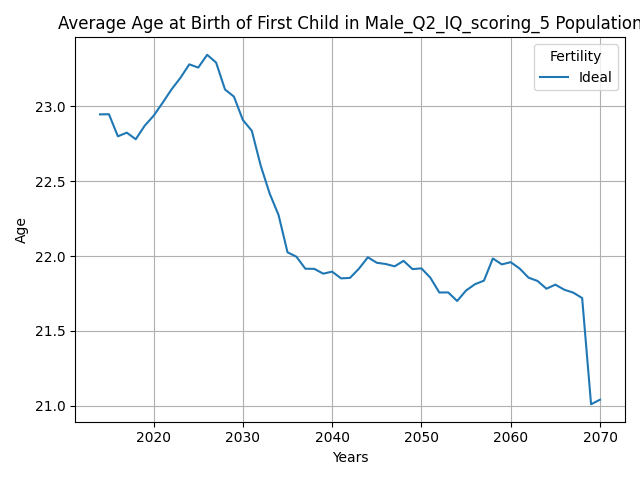 Average Age at Birth of First Child in Male_Q2_IQ_scoring_5 Population
Fertility
Ideal
Age
23.0
22.5
22.0
21.5
21.0
2020 2030 2040 2050 2060 2070
Years